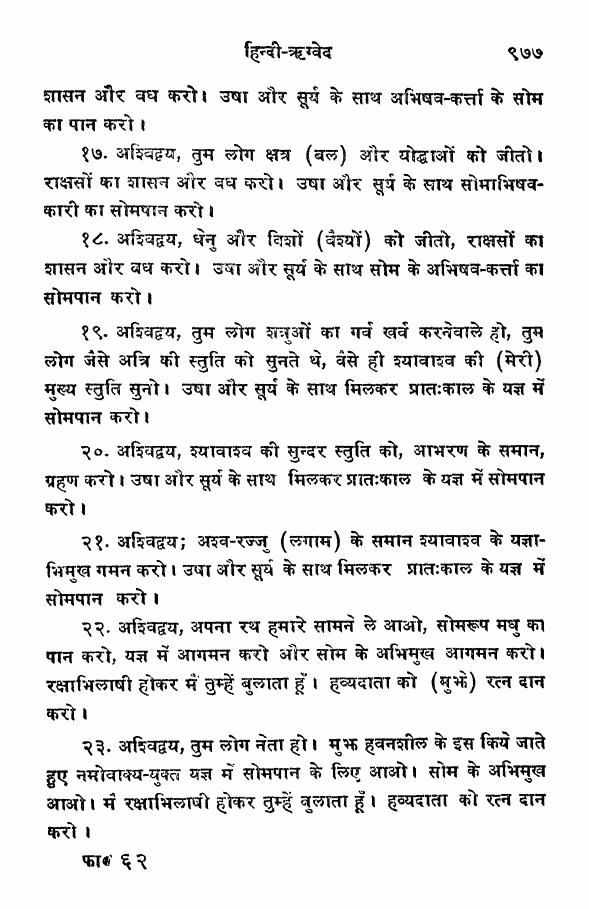 हिन्दी-ऋग्वेद ९७७
शासन और वध करो। उषा और सूर्य के साथ अभिषव-कर्त्ता के सोम
का पान करो।
१७. अश्विद्वय, तुम लोग क्षत्र (बल) और योद्धाओं को जीतो।
राक्षसों का शासन और वध करो। उषा और सूर्य के साथ सोमाभिषव-
कारी का सोमपान करो।
१८. अश्विद्वय, धेनु और विशों (वैश्यों) को जीतो, राक्षसों का
शासन और वध करो। उषा और सूर्य के साथ सोम के अभिषव-कर्त्ता का
सोमपान करो।
१९. अश्विद्वय, तुम लोग शत्रुओं का गर्व खर्व करनेवाले हो, तुम
लोग जैसे अत्रि की स्तुति को सुनते थे, वैसे ही श्यावाश्व की (मेरी)
मुख्य स्तुति सुनो। उषा और सूर्य के साथ मिलकर प्रातःकाल के यज्ञ में
सोमपान करो।
२०. अश्विद्वय, श्यावाश्व की सुन्दर स्तुति को, आभरण के समान,
ग्रहण करो। उषा और सूर्य के साथ मिलकर प्रातःकाल के यज्ञ में सोमपान
करो।
२१. अश्विद्वय; अश्व-रज्जु (लगाम) के समान श्यावाश्व के यज्ञा-
भिमुख गमन करो। उषा और सूर्य के साथ मिलकर प्रातःकाल के यज्ञ में
सोमपान करो।
२२. अश्विद्वय, अपना रथ हमारे सामने ले आओ, सोमरूप मधु का
पान करो, यज्ञ में आगमन करो और सोम के अभिमुख आगमन करो।
रक्षाभिलाषी होकर मैं तुम्हें बुलाता हूँ। हव्यदाता को (मुझे) रत्न दान
करो।
२३. अश्विद्वय, तुम लोग नेता हो। मुझ हवनशील के इस किये जाते
हुए नमोवाक्य-युक्त यज्ञ में सोमपान के लिए आओ। सोम के अभिमुख
आओ। मैं रक्षाभिलाषी होकर तुम्हें बुलाता हूँ। हव्यदाता को रत्न दान
करो।
फा० ६२